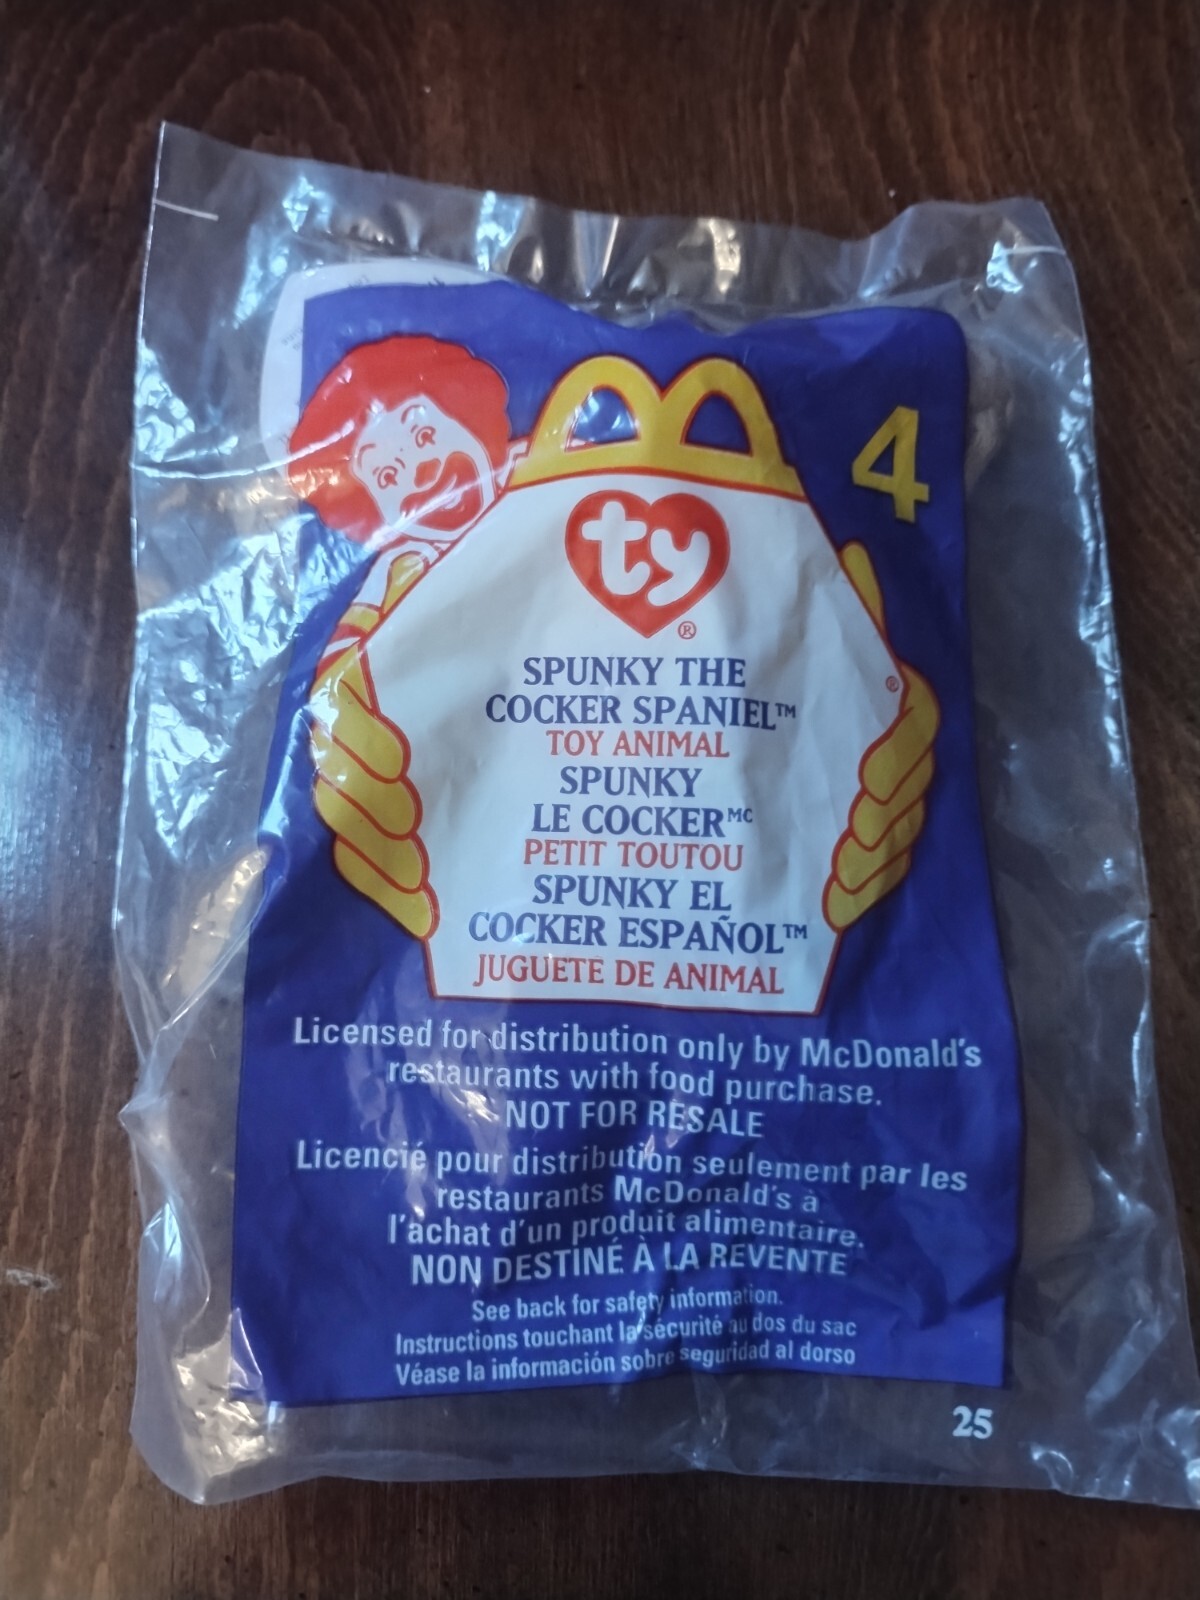 4
ty
®
SPUNKY THE
COCKER SPANIEL™
®
TOY ANIMAL
SPUNKY
LE COCKER MC
PETIT TOUTOU
SPUNKY EL
COCKER ESPAÑOL™
JUGUETE DE ANIMAL
Licensed for distribution only by McDonald's
restaurants with food purchase.
NOT FOR RESALE
Licencié pour distribution seulement par les
restaurants McDonald's à
l'achat d'un produit alimentaire.
NON DESTINÉ À LA REVENTE
See back for safety information.
Instructions touchant la sécurité au dos du sac
Véase la información sobre seguridad al dorso
25